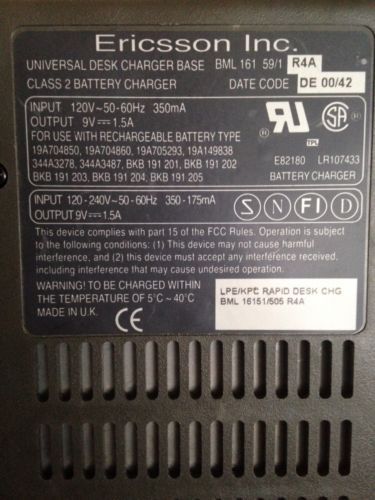 Ericsson Inc.
UNIVERSAL DESK CHARGER BASE BML 161 59/1 R4A
CLASS 2 BATTERY CHARGER DATE CODE DE 00/42
INPUT 120V~50-60Hz 350mA
OUTPUT 9V⎓1.5A
FOR USE WITH RECHARGEABLE BATTERY TYPE
19A704850, 19A704860, 19A705293, 19A149838
344A3278, 344A3487, BKB 191 201, BKB 191 202
BKB 191 203, BKB 191 204, BKB 191 205
UL SA
TPL
E82180 LR107433
BATTERY CHARGER
INPUT 120-240V~50-60Hz 350-175mA
OUTPUT 9V⎓1.5A
S N FI D
This device complies with part 15 of the FCC Rules. Operation is subject
to the following conditions: (1) This device may not cause harmful
interference, and (2) this device must accept any interference received,
including interference that may cause undesired operation.
WARNING! TO BE CHARGED WITHIN
THE TEMPERATURE OF 5°C ~ 40°C
MADE IN U.K.
CE
LPE/KPC RAPID DESK CHG
BML 16151/505 R4A